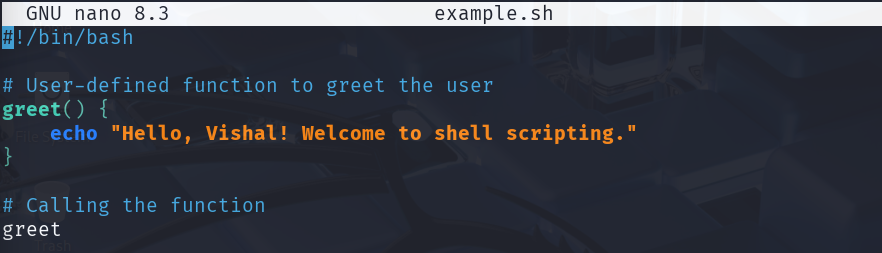 GNU nano 8.3 example.sh
#!/bin/bash
# User-defined function to greet the user
greet() {
    echo "Hello, Vishal! Welcome to shell scripting."
}
# Calling the function
greet
Trash